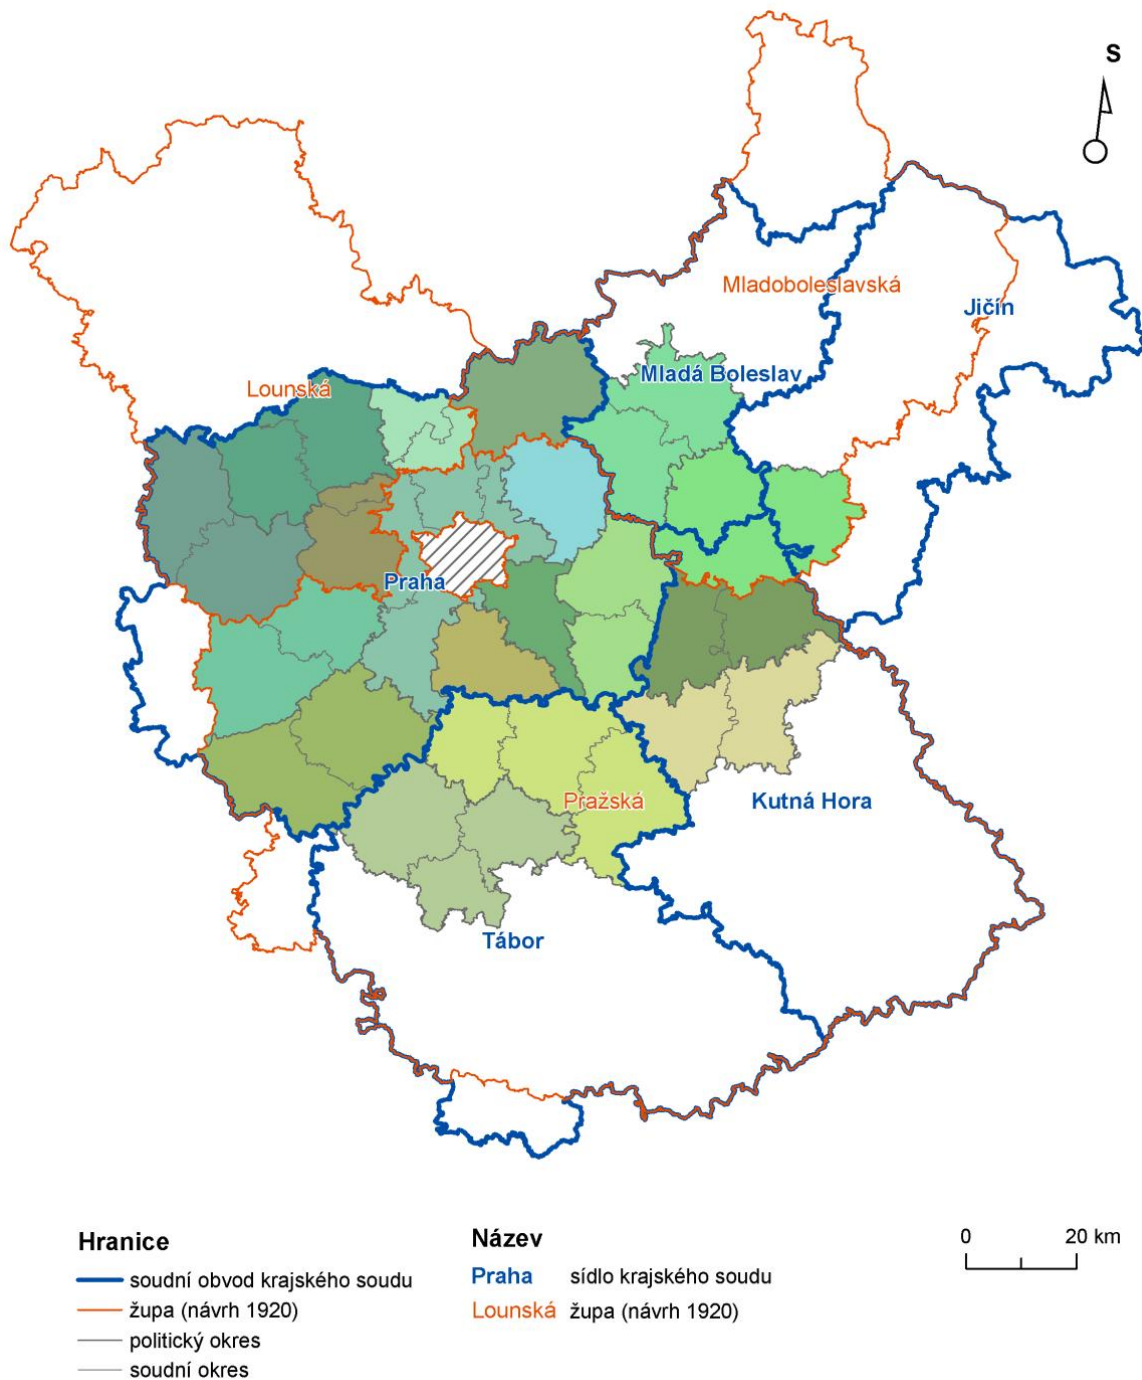 S
Mladoboleslavská
Jičín
Lounská
Mladá Boleslav
Praha
Pražská
Kutná Hora
Tábor
Hranice
soudní obvod krajského soudu
župa (návrh 1920)
politický okres
soudní okres
Název
Praha sídlo krajského soudu
Lounská župa (návrh 1920)
0 20 km